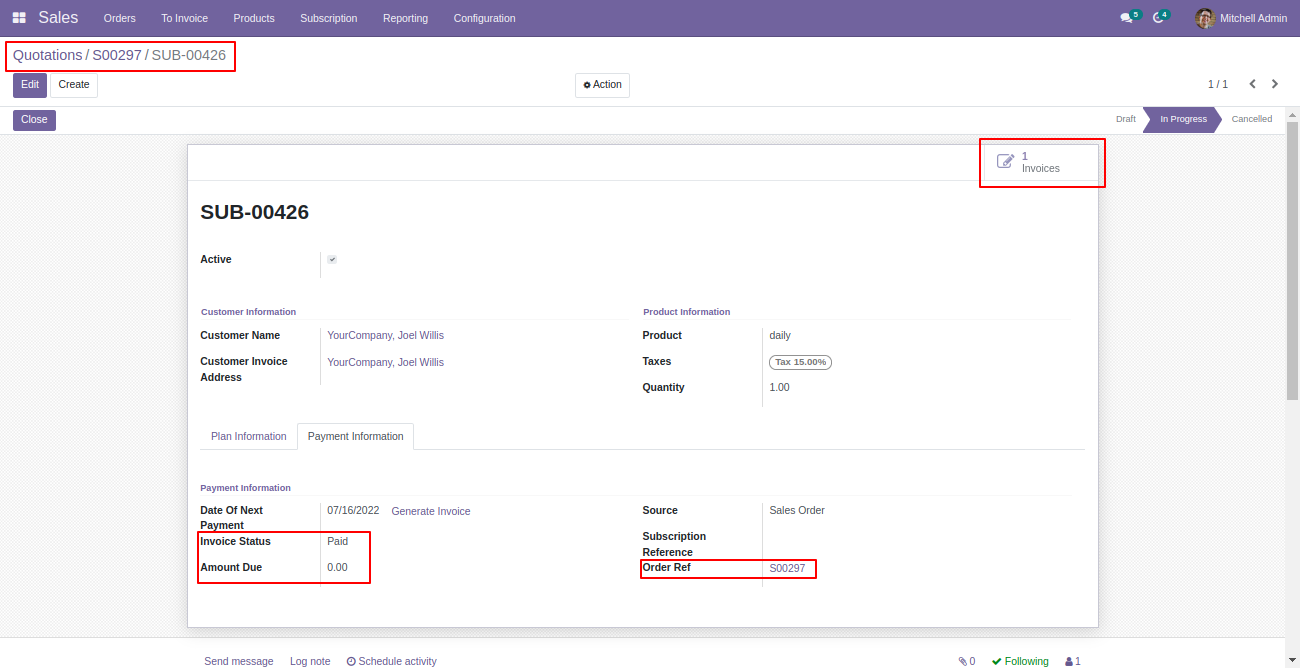 Sales Orders To Invoice Products Subscription Reporting Configuration 5 4 Mitchell Admin
Quotations / S00297 / SUB-00426
Edit Create Action 1 / 1
Close Draft In Progress Cancelled
1
Invoices
SUB-00426
Active
Customer Information Product Information
Customer Name YourCompany, Joel Willis Product daily
Customer Invoice YourCompany, Joel Willis Taxes Tax 15.00%
Address
Quantity 1.00
Plan Information Payment Information
Payment Information
Date Of Next 07/16/2022 Generate Invoice Source Sales Order
Payment
Subscription
Invoice Status Paid
Reference
Amount Due 0.00 Order Ref S00297
Send message Log note Schedule activity 0 Following 1